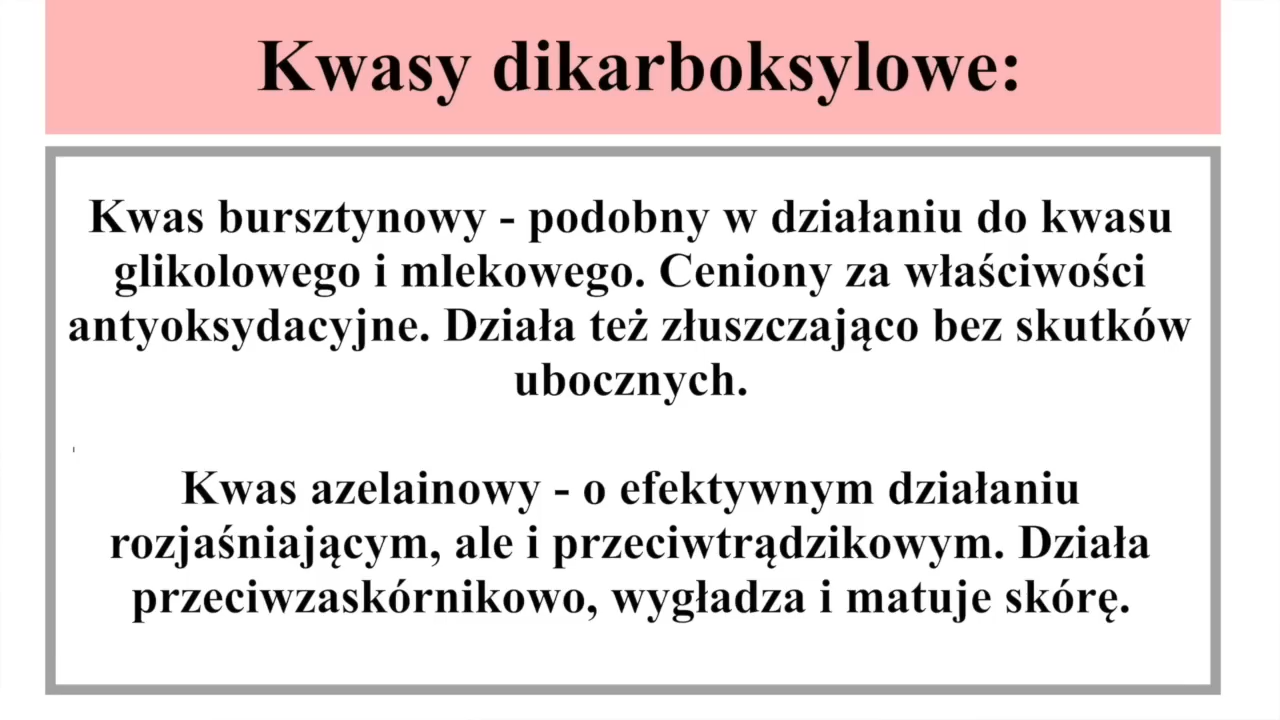 Kwasy dikarboksylowe:
Kwas bursztynowy - podobny w działaniu do kwasu
glikolowego i mlekowego. Ceniony za właściwości
antyoksydacyjne. Działa też złuszczająco bez skutków
ubocznych.
Kwas azelainowy - o efektywnym działaniu
rozjaśniającym, ale i przeciwtrądzikowym. Działa
przeciwzaskórnikowo, wygładza i matuje skórę.